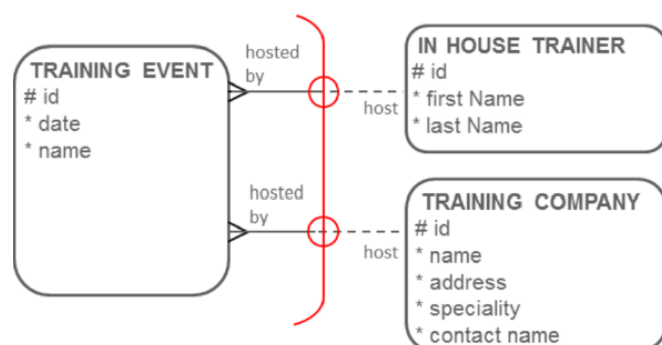 TRAINING EVENT
# id
* date
* name
hosted
by
hosted
by
host
host
IN HOUSE TRAINER
# id
* first Name
* last Name
TRAINING COMPANY
# id
* name
* address
* speciality
* contact name